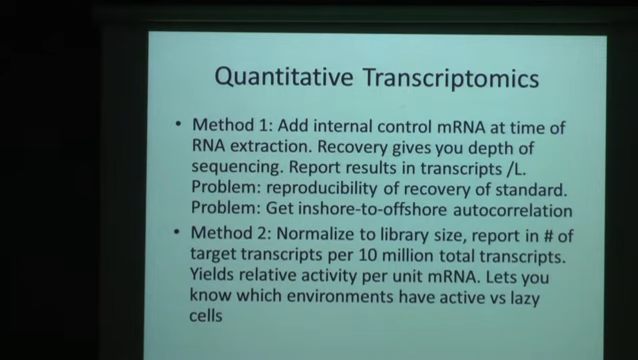 Quantitative Transcriptomics
• Method 1: Add internal control mRNA at time of
RNA extraction. Recovery gives you depth of
sequencing. Report results in transcripts /L.
Problem: reproducibility of recovery of standard.
Problem: Get inshore-to-offshore autocorrelation
• Method 2: Normalize to library size, report in # of
target transcripts per 10 million total transcripts.
Yields relative activity per unit mRNA. Lets you
know which environments have active vs lazy
cells